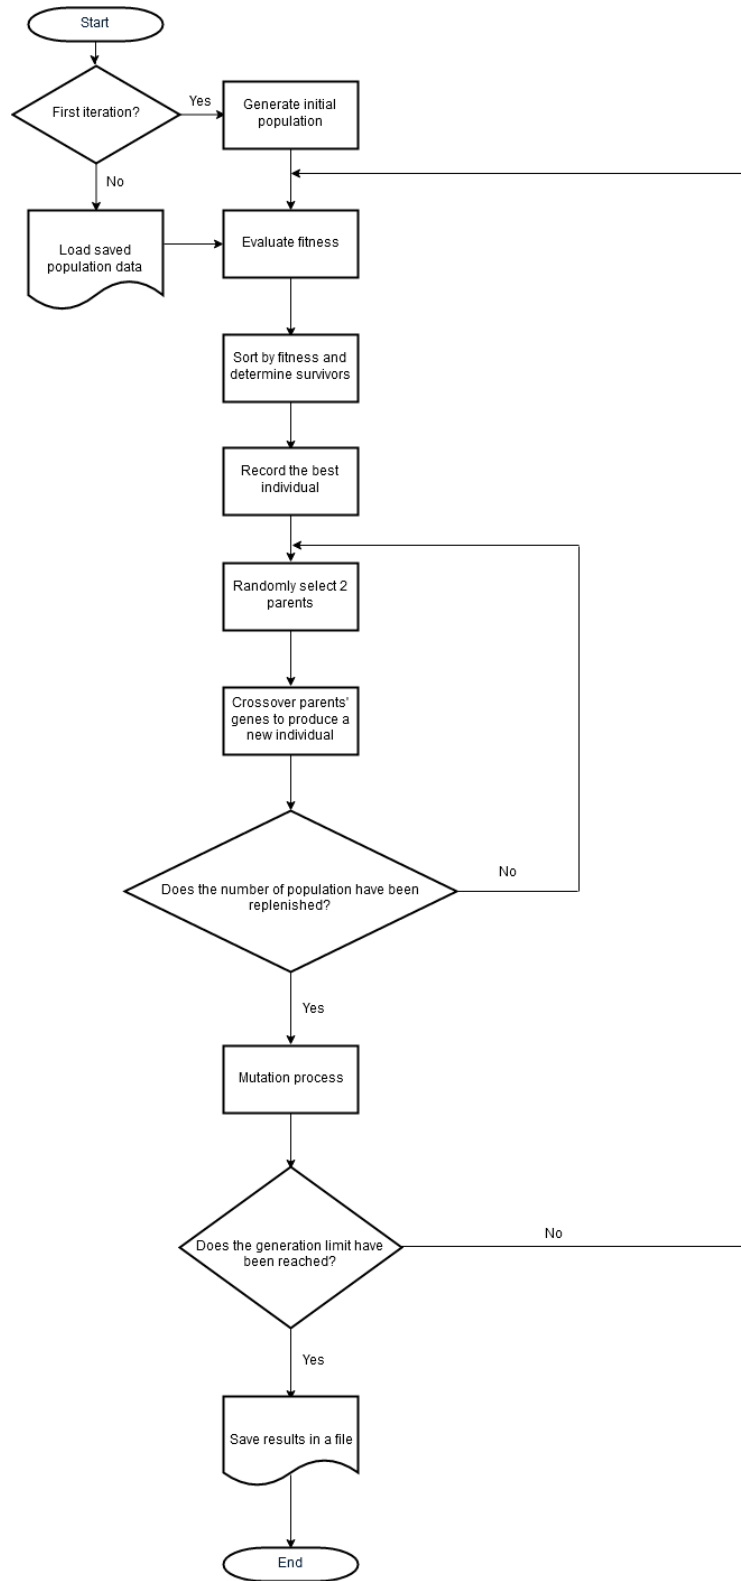 Start
First iteration?
Yes
Generate initial
population
No
Load saved
population data
Evaluate fitness
Sort by fitness and
determine survivors
Record the best
individual
Randomly select 2
parents
Crossover parents'
genes to produce a
new individual
Does the number of population have been
replenished?
No
Yes
Mutation process
Does the generation limit have
been reached?
No
Yes
Save results in a file
End